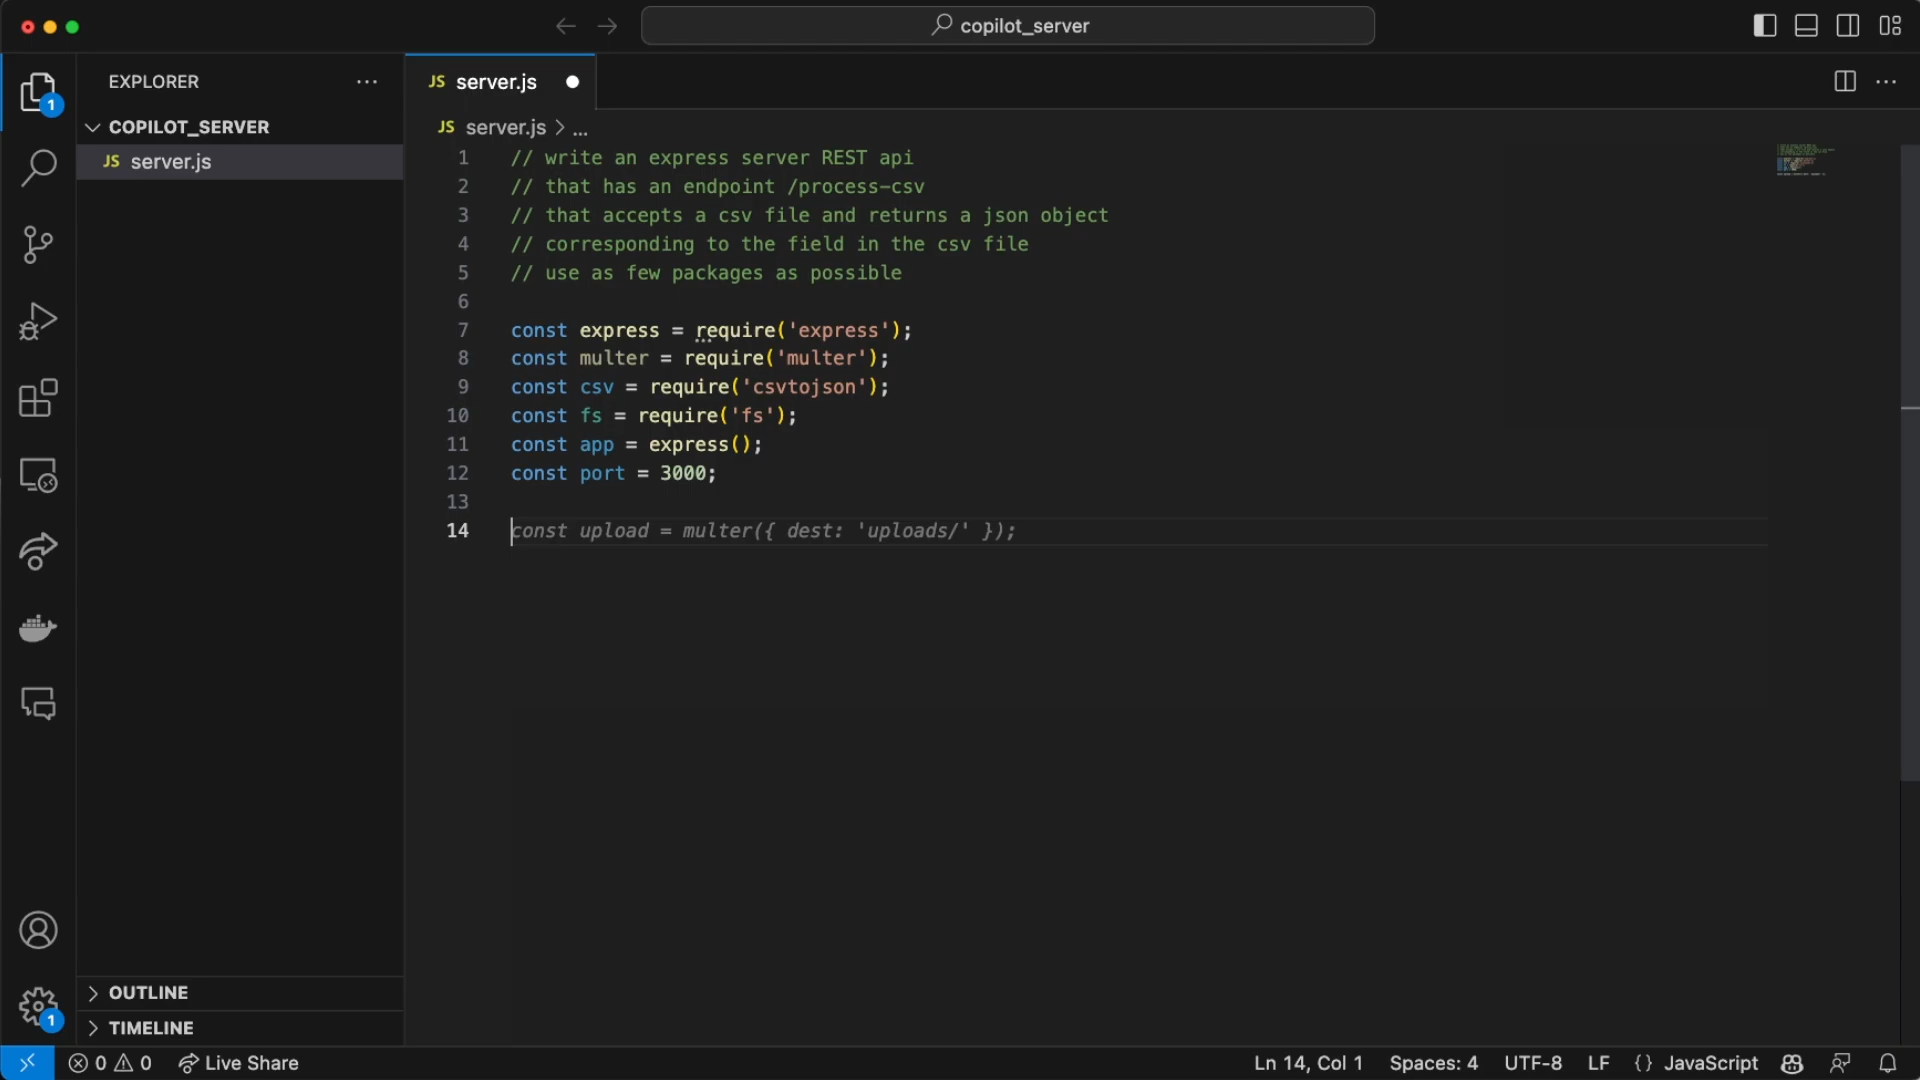 copilot_server
EXPLORER
COPILOT_SERVER
JS server.js
1
JS server.js
JS server.js > ...
1 // write an express server REST api
2 // that has an endpoint /process-csv
3 // that accepts a csv file and returns a json object
4 // corresponding to the field in the csv file
5 // use as few packages as possible
6
7 const express = require('express');
8 const multer = require('multer');
9 const csv = require('csvtojson');
10 const fs = require('fs');
11 const app = express();
12 const port = 3000;
13
14 const upload = multer({ dest: 'uploads/' });
OUTLINE
1
TIMELINE
0 0 Live Share
Ln 14, Col 1 Spaces: 4 UTF-8 LF {} JavaScript